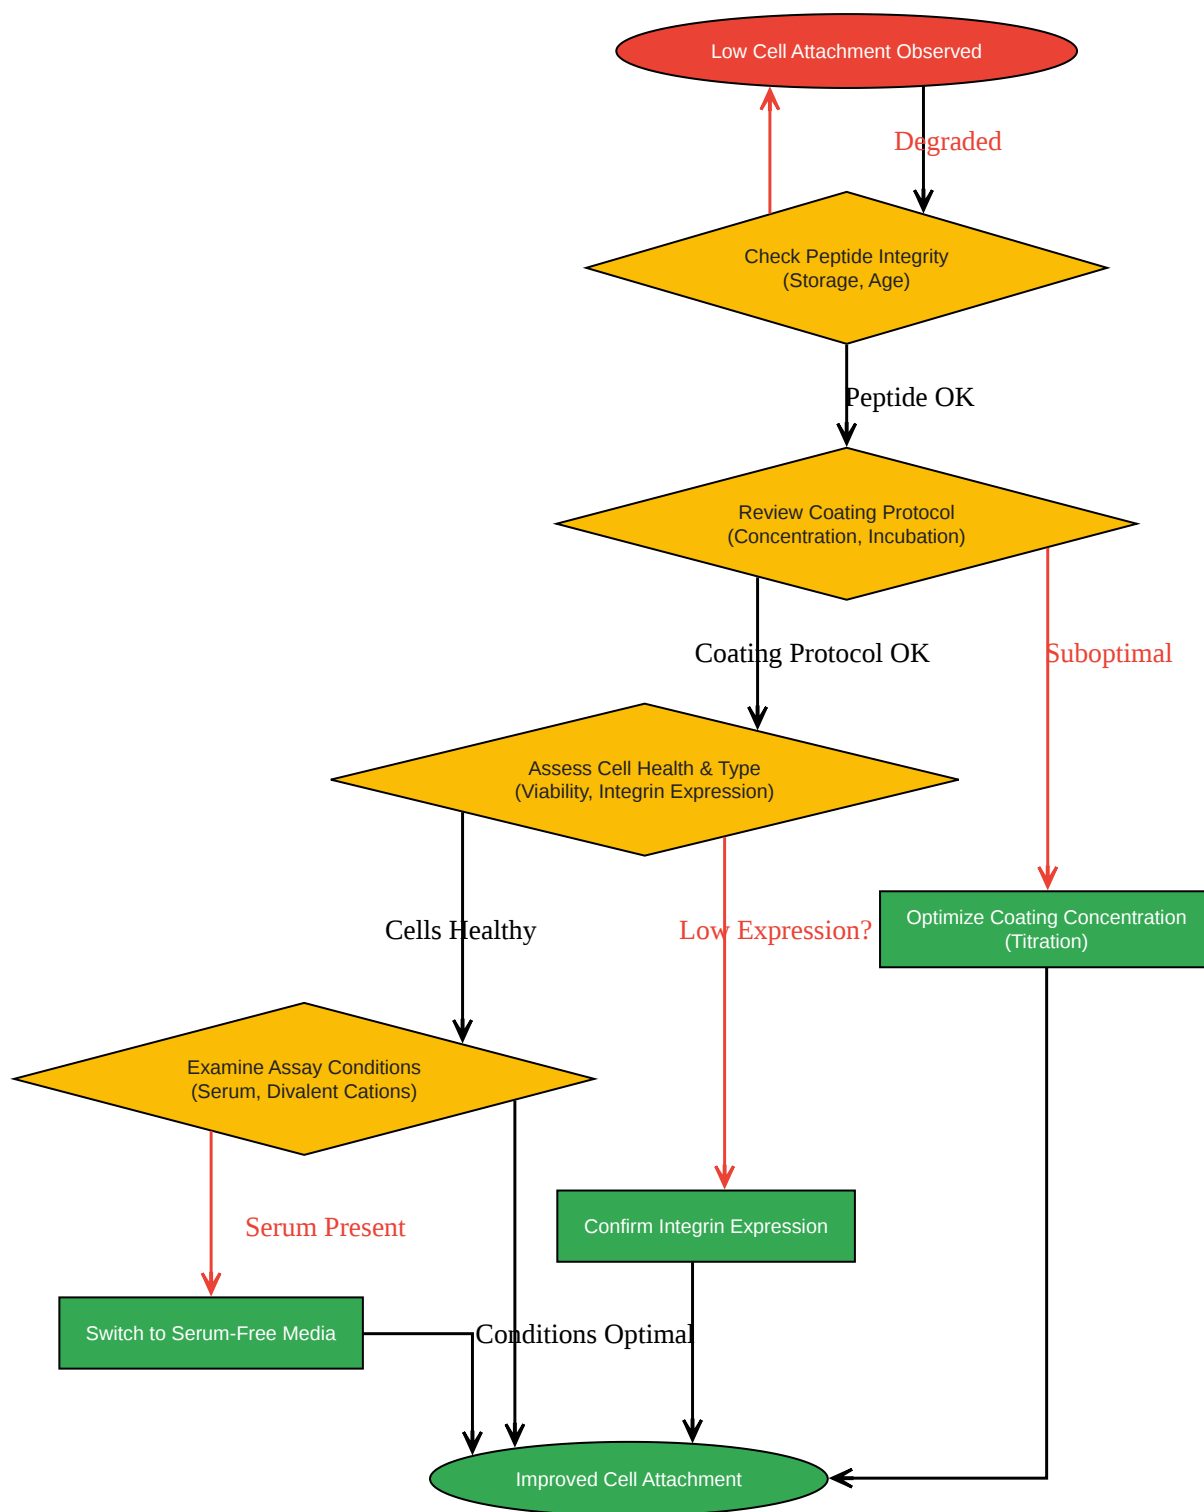 Low Cell Attachment Observed
Degraded
Check Peptide Integrity
(Storage, Age)
Peptide OK
Review Coating Protocol
(Concentration, Incubation)
Coating Protocol OK
Suboptimal
Assess Cell Health & Type
(Viability, Integrin Expression)
Cells Healthy
Low Expression?
Optimize Coating Concentration
(Titration)
Examine Assay Conditions
(Serum, Divalent Cations)
Serum Present
Confirm Integrin Expression
Switch to Serum-Free Media
Conditions Optimal
Improved Cell Attachment